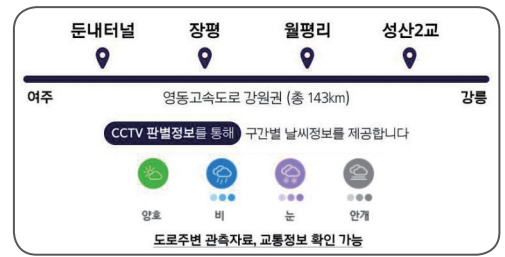 둔내터널 장평 월평리 성산2교
여주 영동고속도로 강원권 (총 143km) 강릉
CCTV 판별정보를 통해 구간별 날씨정보를 제공합니다
양호 비 눈 안개
도로주변 관측자료, 교통정보 확인 가능